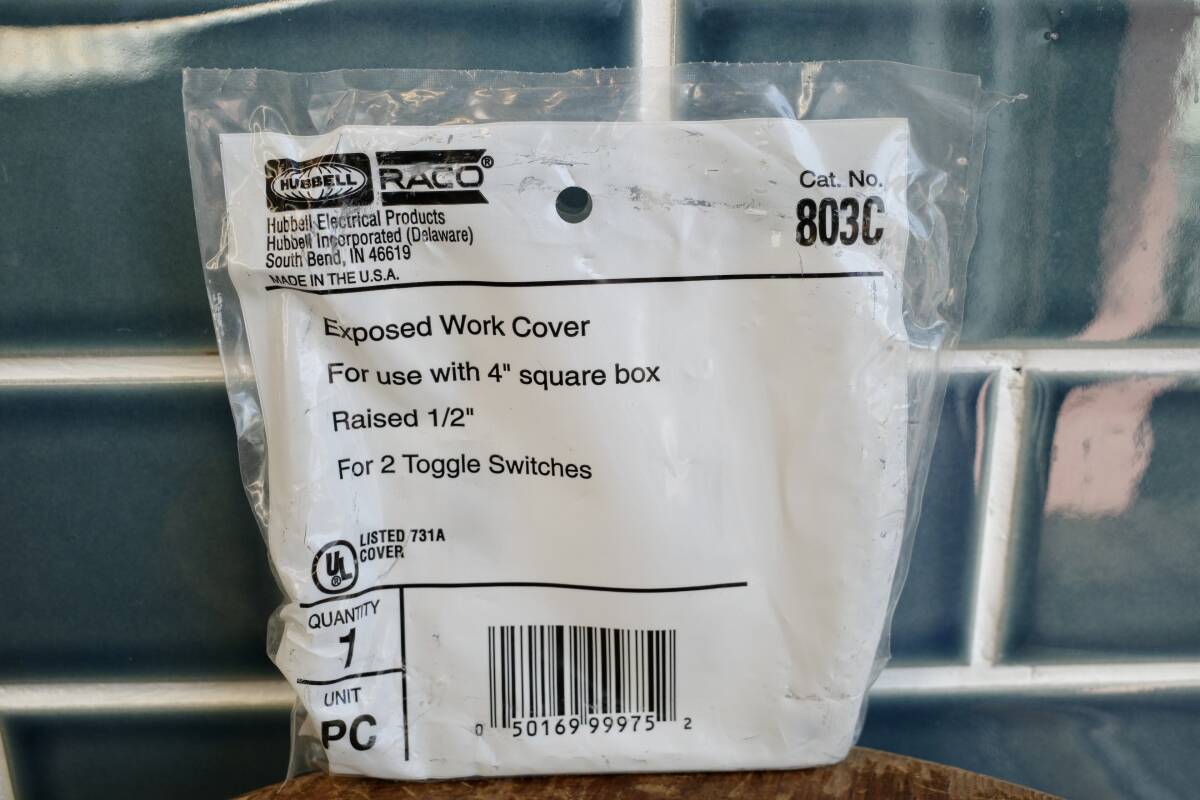 HUBBELL RACO®
Cat. No.
803C
Hubbell Electrical Products
Hubbell Incorporated (Delaware)
South Bend, IN 46619
MADE IN THE U.S.A.
Exposed Work Cover
For use with 4" square box
Raised 1/2"
For 2 Toggle Switches
UL®
LISTED 731A
COVER
QUANTITY
1
UNIT
PC
0 50169 99975 2